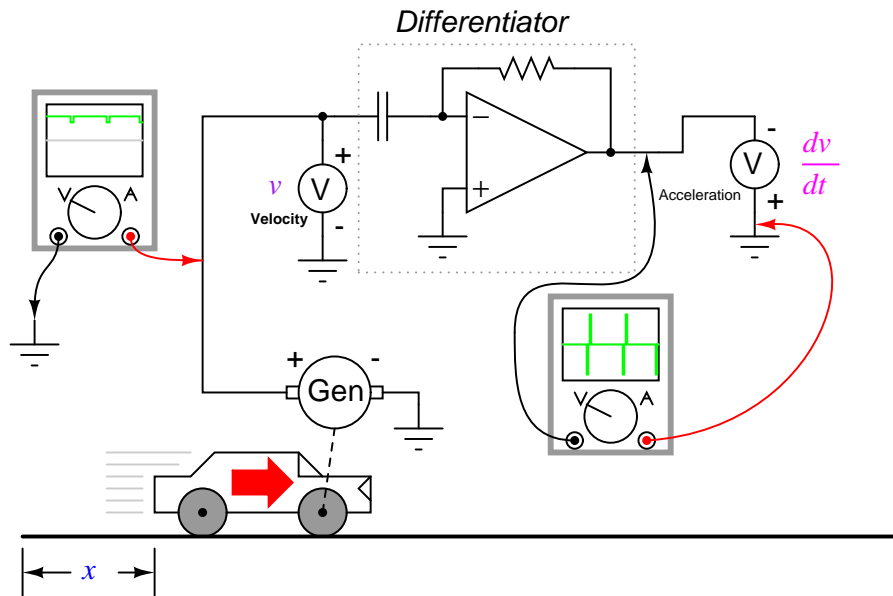 Differentiator
V A
+
-
v
V
Velocity
-
+
-
V
+
dv
dt
Acceleration
+ -
Gen
V A
x